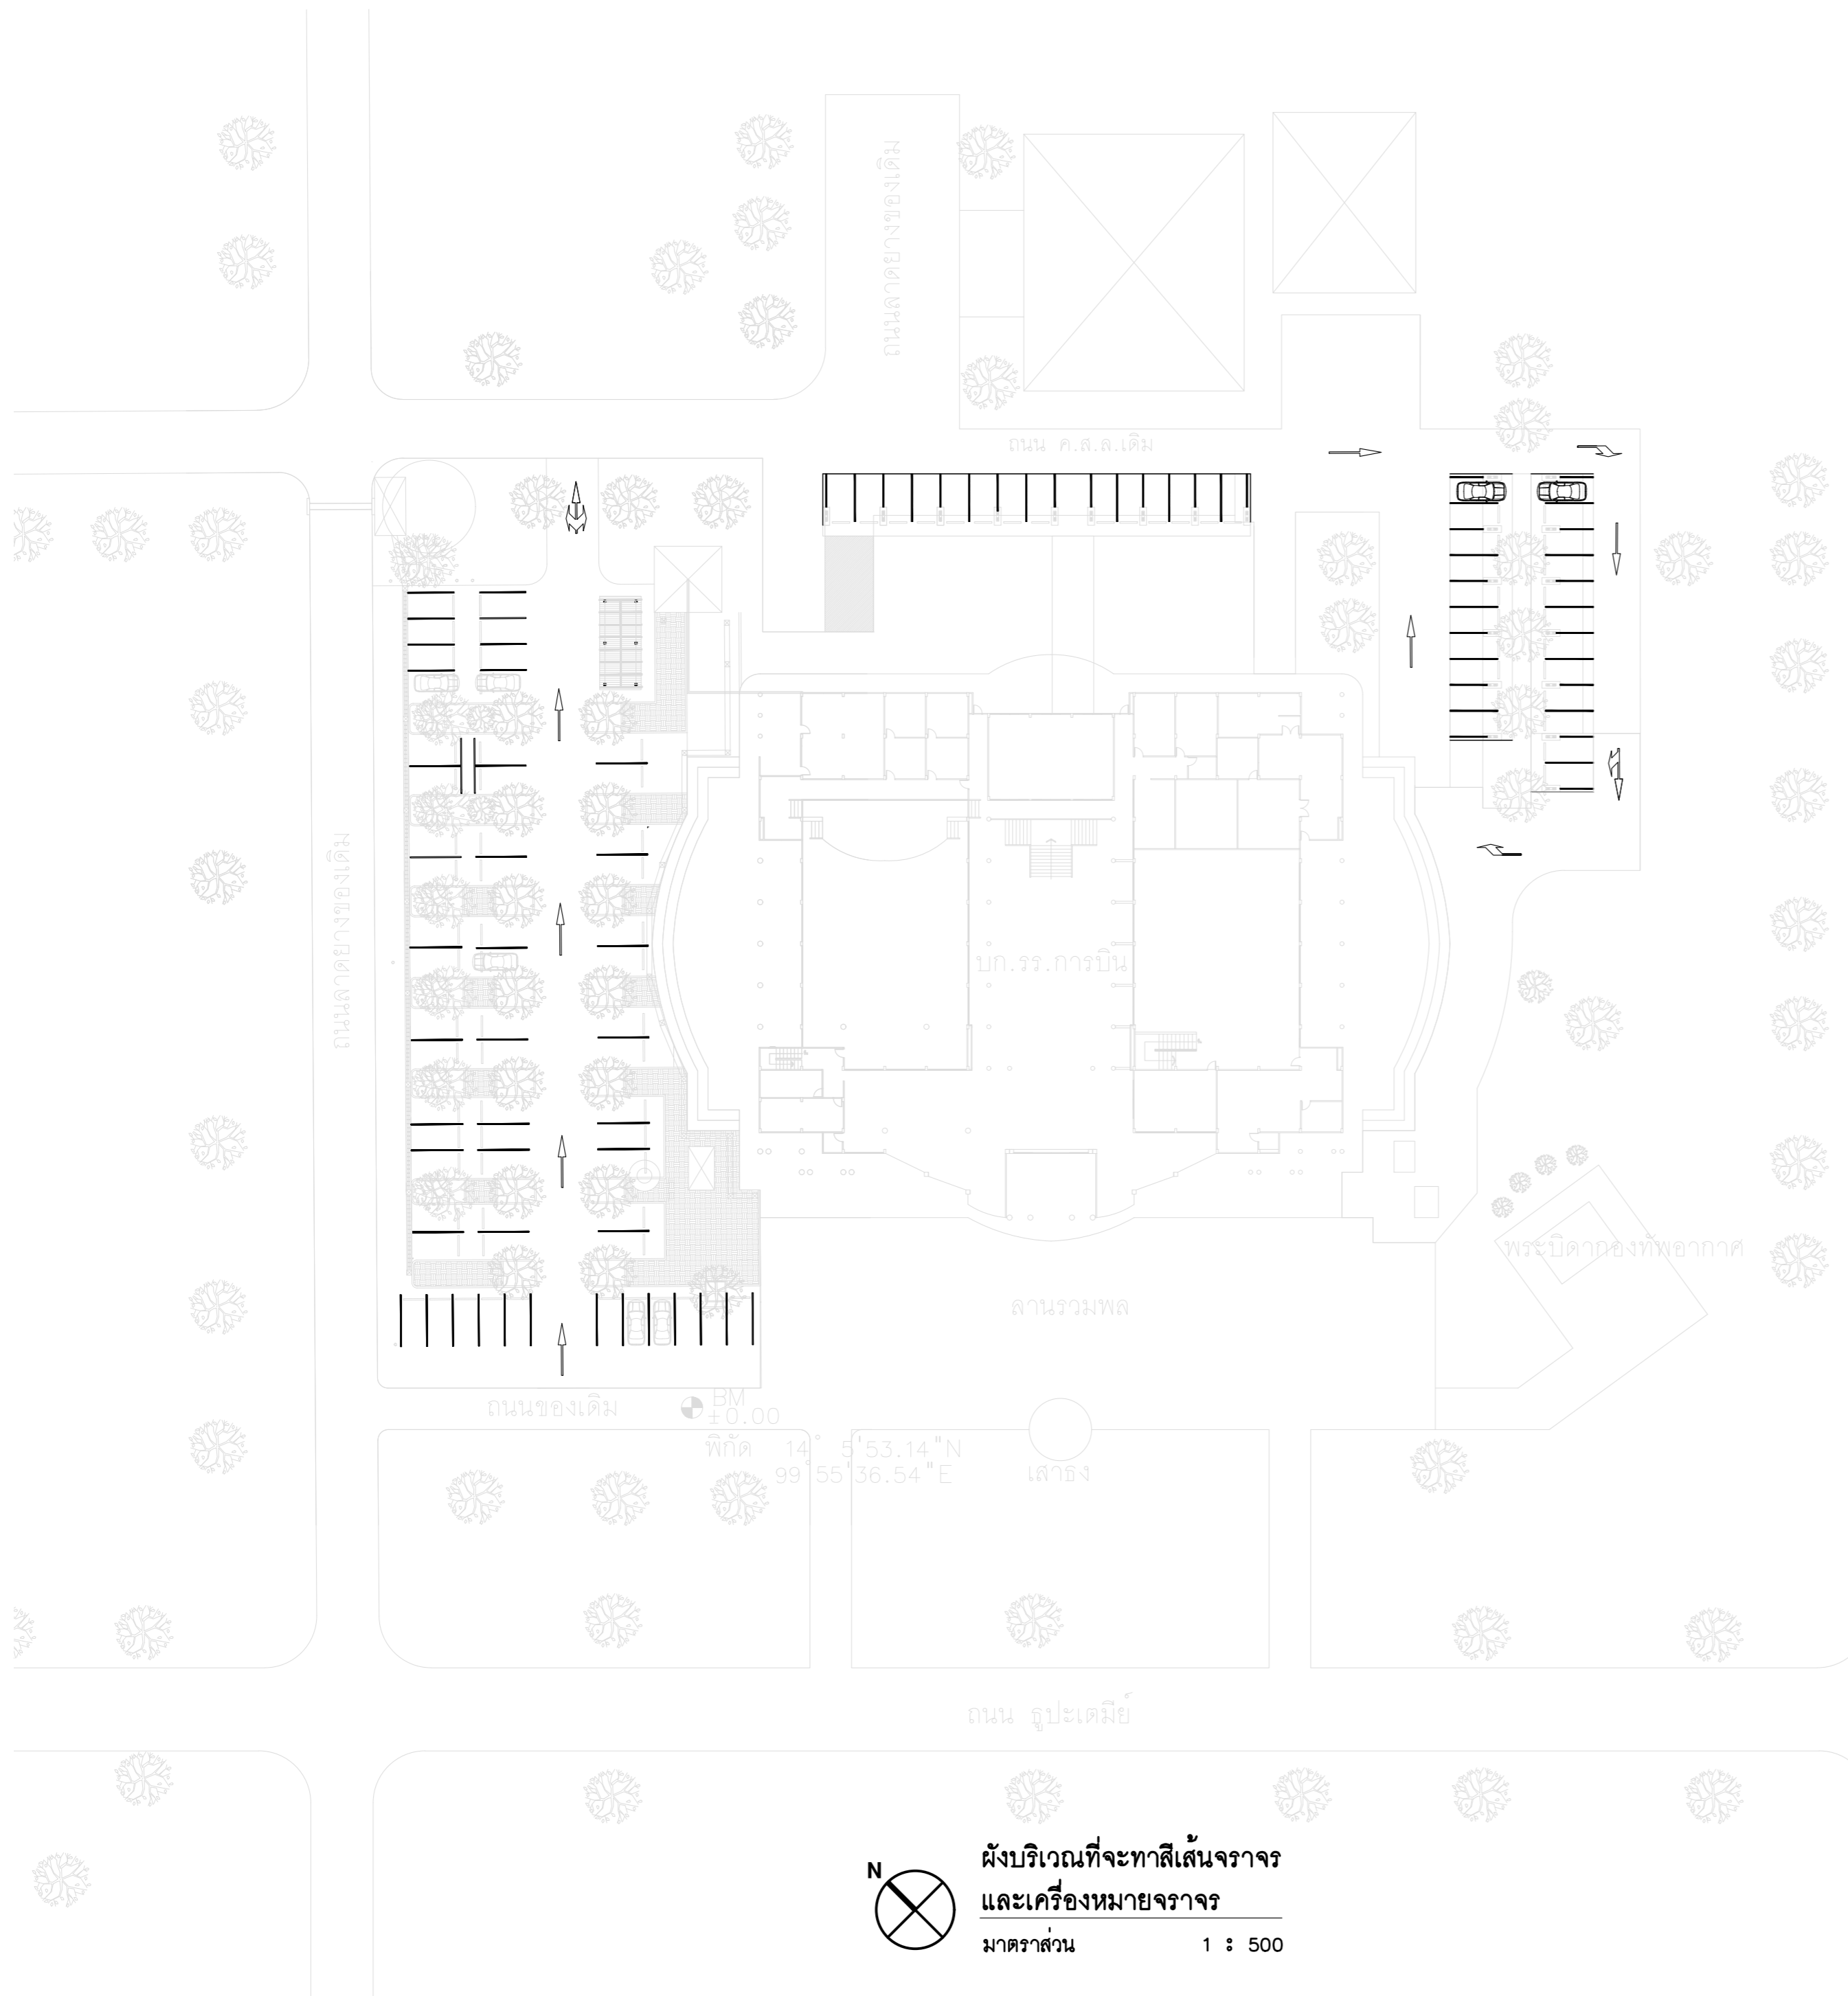 ถนนลาดยางของเดิม
ถนน ค.ส.ล.เดิม
ถนนลาดยางของเดิม
บก.รร.การบิน
พระบิดากองทัพอากาศ
ลานรวมพล
ถนนของเดิม
BM
±0.00
พิกัด 14° 5'53.14"N
99°55'36.54"E
เสาธง
ถนน ธูปะเตมีย์
N
ผังบริเวณที่จะทาสีเส้นจราจร
และเครื่องหมายจราจร
มาตราส่วน 1 : 500